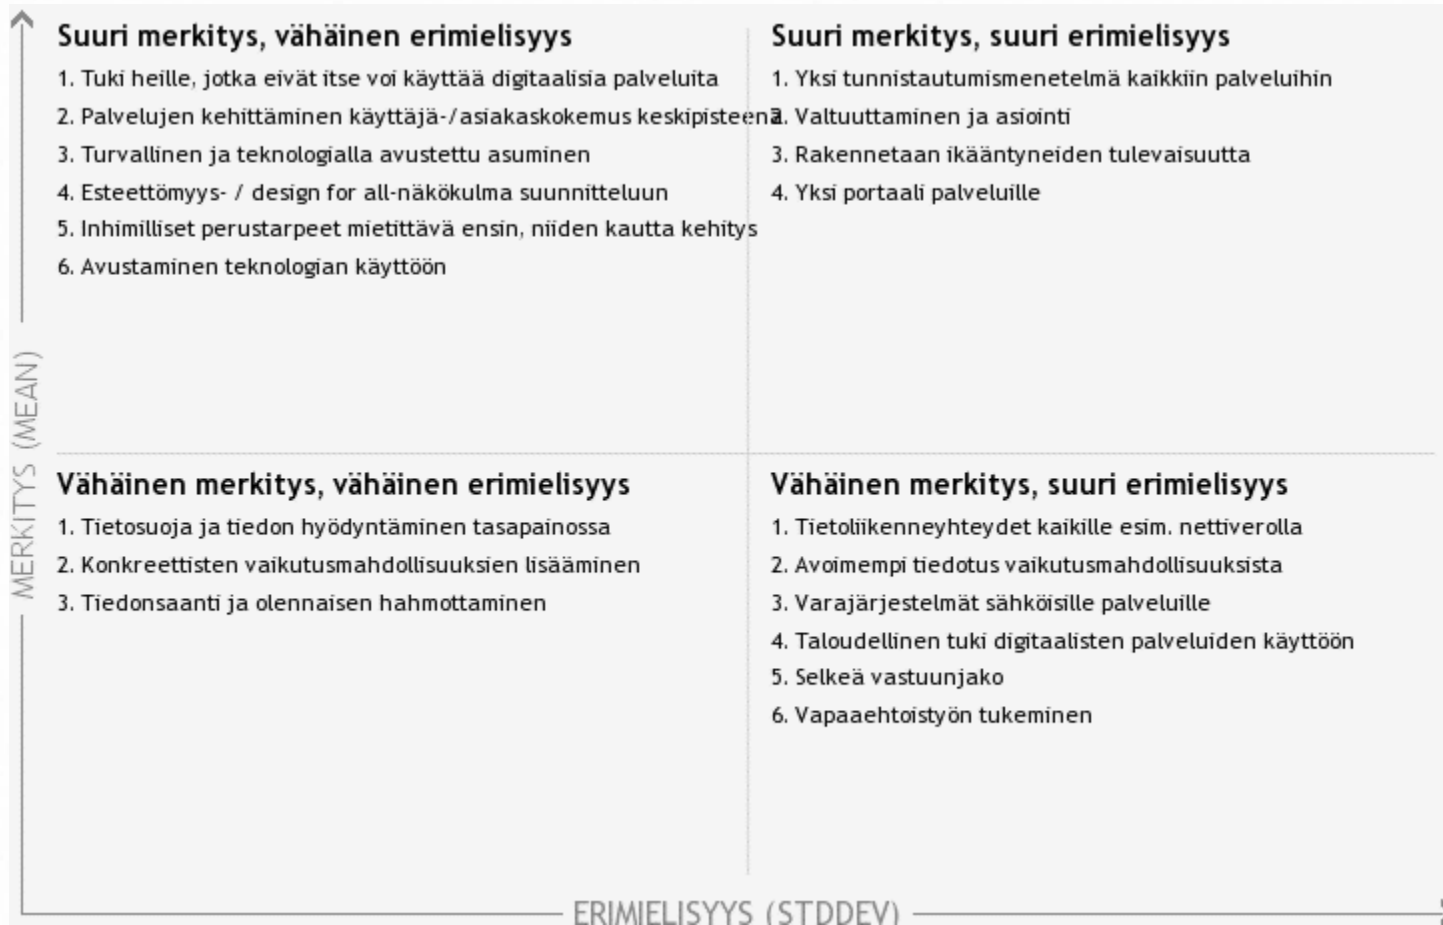 Suuri merkitys, vähäinen erimielisyys
1. Tuki heille, jotka eivät itse voi käyttää digitaalisia palveluita
2. Palvelujen kehittäminen käyttäjä-/asiakaskokemus keskipisteenä
3. Turvallinen ja teknologialla avustettu asuminen
4. Esteettömyys- / design for all-näkökulma suunnitteluun
5. Inhimilliset perustarpeet mietittävä ensin, niiden kautta kehitys
6. Avustaminen teknologian käyttöön
Suuri merkitys, suuri erimielisyys
1. Yksi tunnistautumismenetelmä kaikkiin palveluihin
2. Valtuuttaminen ja asiointi
3. Rakennetaan ikääntyneiden tulevaisuutta
4. Yksi portaali palveluille
MERKITYS (MEAN)
Vähäinen merkitys, vähäinen erimielisyys
1. Tietosuoja ja tiedon hyödyntäminen tasapainossa
2. Konkreettisten vaikutusmahdollisuuksien lisääminen
3. Tiedonsaanti ja olennaisen hahmottaminen
Vähäinen merkitys, suuri erimielisyys
1. Tietoliikenneyhteydet kaikille esim. nettiverolla
2. Avoimempi tiedotus vaikutusmahdollisuuksista
3. Varajärjestelmät sähköisille palveluille
4. Taloudellinen tuki digitaalisten palveluiden käyttöön
5. Selkeä vastuunjako
6. Vapaaehtoistyön tukeminen
ERIMIELISYYS (STDDEV)